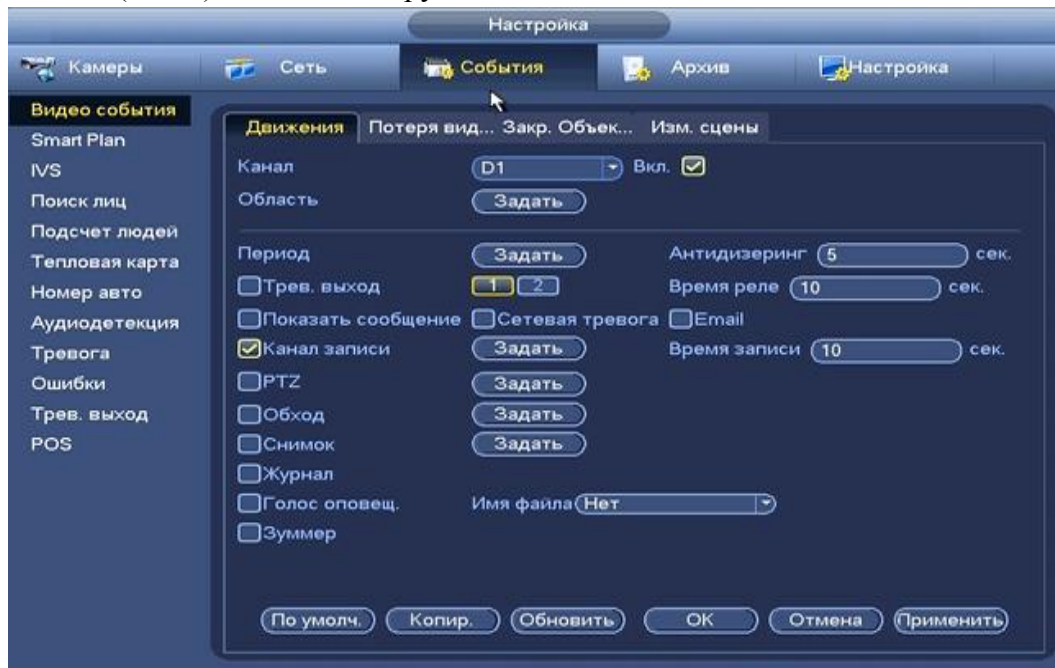 Настройка
Камеры Сеть События Архив Настройка
Видео события
Smart Plan
IVS
Поиск лиц
Подсчет людей
Тепловая карта
Номер авто
Аудиодетекция
Тревога
Ошибки
Трев. выход
POS
Движения Потеря вид... Закр. Объек... Изм. сцены
Канал D1 Вкл.
Область Задать
Период Задать Антидизеринг 5 сек.
Трев. выход 1 2 Время реле 10 сек.
Показать сообщение Сетевая тревога Email
Канал записи Задать Время записи 10 сек.
PTZ Задать
Обход Задать
Снимок Задать
Журнал
Голос оповещ. Имя файла Нет
Зуммер
По умолч. Копир. Обновить OK Отмена Применить